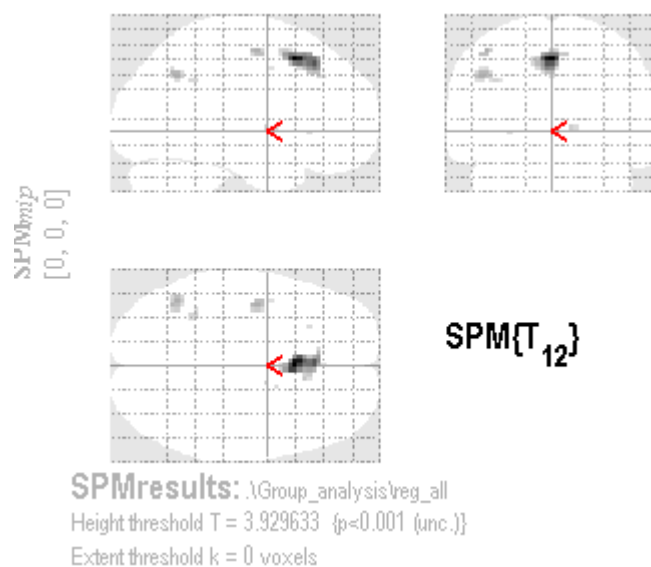 SPMmip
[0, 0, 0]
SPM{T12}
SPMresults: .\Group_analysis\reg_all
Height threshold T = 3.929633 {p<0.001 (unc.)}
Extent threshold k = 0 voxels